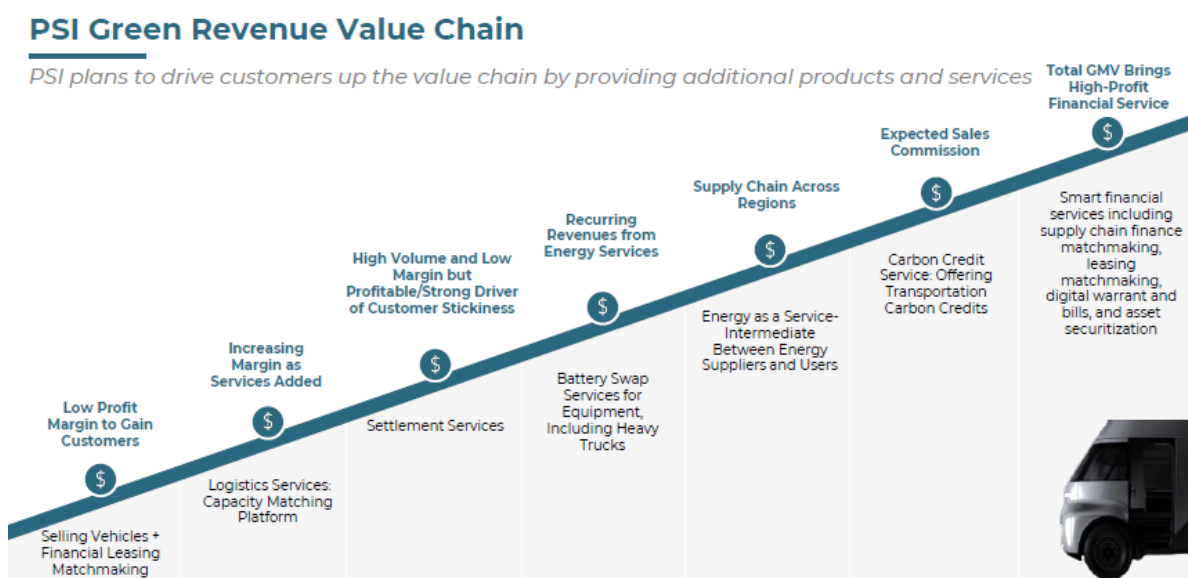 PSI Green Revenue Value Chain
PSI plans to drive customers up the value chain by providing additional products and services
Low Profit
Margin to Gain
Customers
$
Selling Vehicles +
Financial Leasing
Matchmaking
Increasing
Margin as
Services Added
$
Logistics Services:
Capacity Matching
Platform
High Volume and Low
Margin but
Profitable/Strong Driver
of Customer Stickiness
$
Settlement Services
Recurring
Revenues from
Energy Services
$
Battery Swap
Services for
Equipment,
Including Heavy
Trucks
Supply Chain Across
Regions
$
Energy as a Service-
Intermediate
Between Energy
Suppliers and Users
Expected Sales
Commission
$
Carbon Credit
Service: Offering
Transportation
Carbon Credits
Total GMV Brings
High-Profit
Financial Service
$
Smart financial
services including
supply chain finance
matchmaking,
leasing
matchmaking,
digital warrant and
bills, and asset
securitization